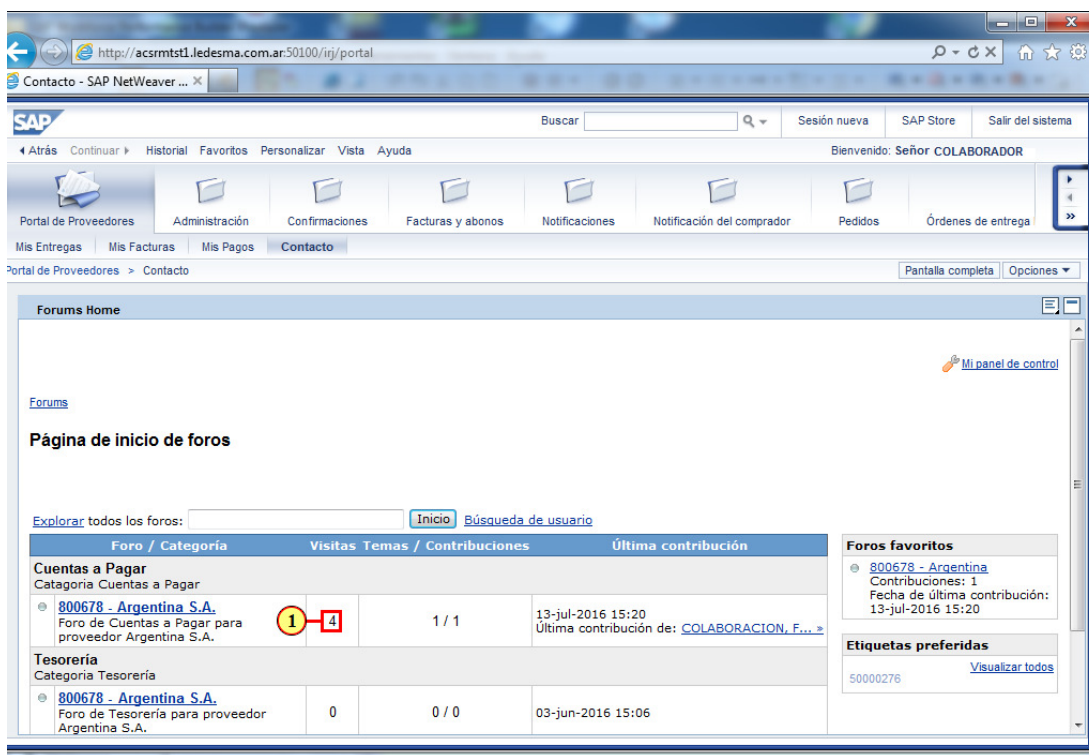 http://acsrmtst1.ledesma.com.ar:50100/irj/portal
Contacto - SAP NetWeaver ...
SAP
Buscar
Sesión nueva
SAP Store
Salir del sistema
Atrás Continuar Historial Favoritos Personalizar Vista Ayuda
Bienvenido: Señor COLABORADOR
Portal de Proveedores
Administración
Confirmaciones
Facturas y abonos
Notificaciones
Notificación del comprador
Pedidos
Órdenes de entrega
Mis Entregas Mis Facturas Mis Pagos Contacto
Portal de Proveedores > Contacto
Pantalla completa
Opciones
Forums Home
Mi panel de control
Forums
Página de inicio de foros
Explorar todos los foros:
Inicio
Búsqueda de usuario
Foro / Categoría Visitas Temas / Contribuciones Última contribución
Cuentas a Pagar
Catagoria Cuentas a Pagar
800678 - Argentina S.A.
Foro de Cuentas a Pagar para
proveedor Argentina S.A.
1
4
1 / 1
13-jul-2016 15:20
Última contribución de: COLABORACION, F... »
Tesorería
Categoria Tesorería
800678 - Argentina S.A.
Foro de Tesorería para proveedor
Argentina S.A.
0
0 / 0
03-jun-2016 15:06
Foros favoritos
800678 - Argentina
Contribuciones: 1
Fecha de última contribución:
13-jul-2016 15:20
Etiquetas preferidas
Visualizar todos
50000276